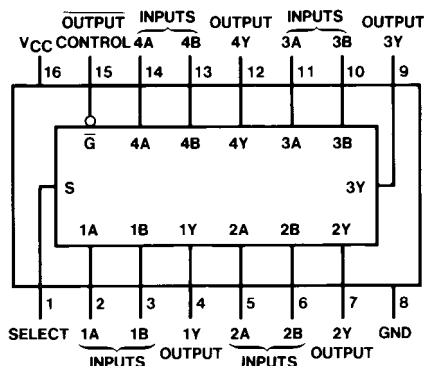 OUTPUT INPUTS OUTPUT INPUTS OUTPUT
VCC CONTROL 4A 4B 4Y 3A 3B 3Y
16 15 14 13 12 11 10 9
G 4A 4B 4Y 3A 3B
S 3Y
1A 1B 1Y 2A 2B 2Y
1 2 3 4 5 6 7 8
SELECT 1A 1B 1Y 2A 2B 2Y GND
INPUTS OUTPUT INPUTS OUTPUT